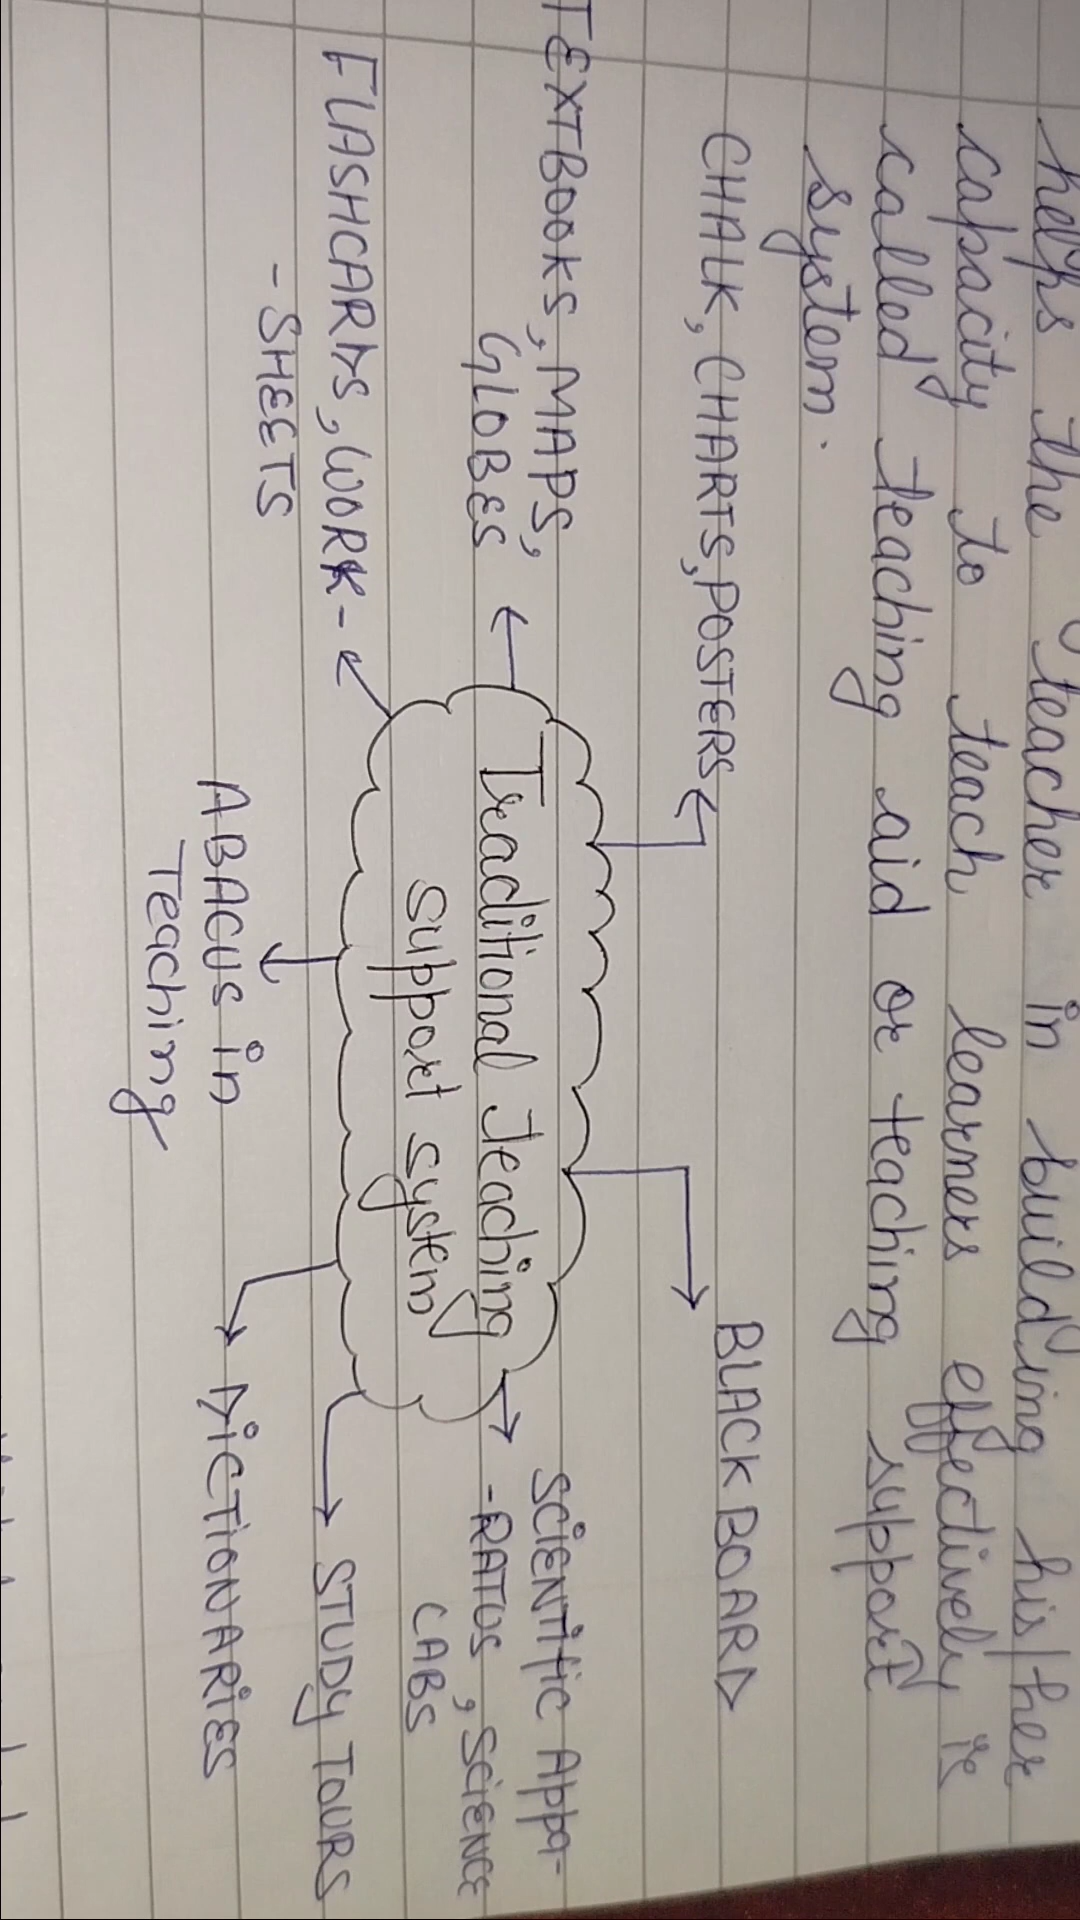 helps the teacher in building his/her
capacity to teach learners effectively is
called teaching aid or teaching support
system.
CHALK, CHARTS, POSTERS
BLACKBOARD
TEXTBOOKS, MAPS,
GLOBES
SCIENTIFIC APPA-
-RATUS, SCIENCE
LABS
Traditional Teaching
support system
FLASHCARDS, WORK-
-SHEETS
STUDY TOURS
ABACUS in
Teaching
DICTIONARIES